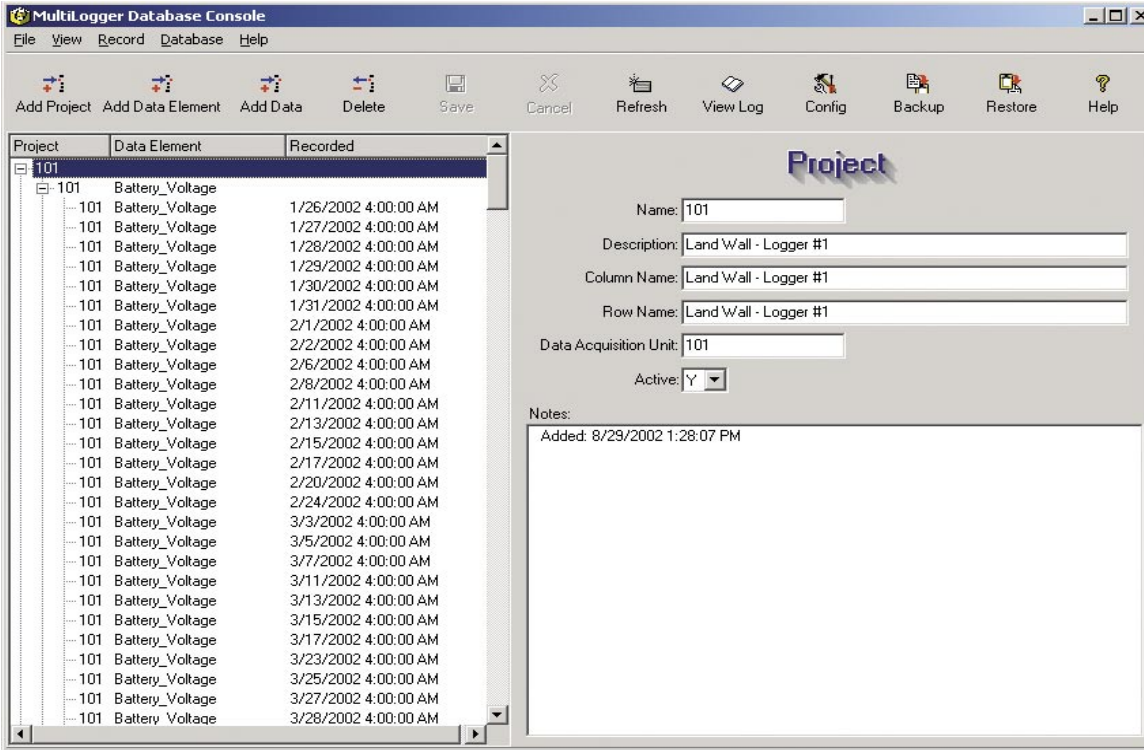 MultiLogger Database Console
File View Record Database Help
Add Project Add Data Element Add Data Delete Save Cancel Refresh View Log Config Backup Restore Help
Project Data Element Recorded
101
101 Battery_Voltage
101 Battery_Voltage 1/26/2002 4:00:00 AM
101 Battery_Voltage 1/27/2002 4:00:00 AM
101 Battery_Voltage 1/28/2002 4:00:00 AM
101 Battery_Voltage 1/29/2002 4:00:00 AM
101 Battery_Voltage 1/30/2002 4:00:00 AM
101 Battery_Voltage 1/31/2002 4:00:00 AM
101 Battery_Voltage 2/1/2002 4:00:00 AM
101 Battery_Voltage 2/2/2002 4:00:00 AM
101 Battery_Voltage 2/6/2002 4:00:00 AM
101 Battery_Voltage 2/8/2002 4:00:00 AM
101 Battery_Voltage 2/11/2002 4:00:00 AM
101 Battery_Voltage 2/13/2002 4:00:00 AM
101 Battery_Voltage 2/15/2002 4:00:00 AM
101 Battery_Voltage 2/17/2002 4:00:00 AM
101 Battery_Voltage 2/20/2002 4:00:00 AM
101 Battery_Voltage 2/24/2002 4:00:00 AM
101 Battery_Voltage 3/3/2002 4:00:00 AM
101 Battery_Voltage 3/5/2002 4:00:00 AM
101 Battery_Voltage 3/7/2002 4:00:00 AM
101 Battery_Voltage 3/11/2002 4:00:00 AM
101 Battery_Voltage 3/13/2002 4:00:00 AM
101 Battery_Voltage 3/15/2002 4:00:00 AM
101 Battery_Voltage 3/17/2002 4:00:00 AM
101 Battery_Voltage 3/23/2002 4:00:00 AM
101 Battery_Voltage 3/25/2002 4:00:00 AM
101 Battery_Voltage 3/27/2002 4:00:00 AM
101 Battery_Voltage 3/28/2002 4:00:00 AM
Project
Name: 101
Description: Land Wall - Logger #1
Column Name: Land Wall - Logger #1
Row Name: Land Wall - Logger #1
Data Acquisition Unit: 101
Active: Y
Notes:
Added: 8/29/2002 1:28:07 PM